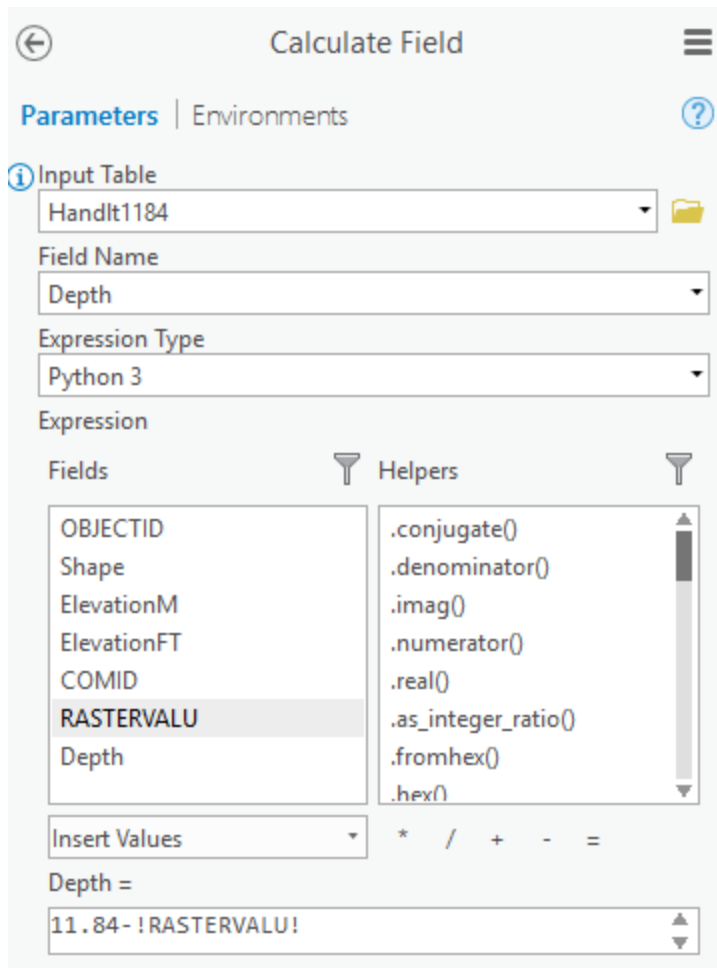 Calculate Field
Parameters | Environments
Input Table
HandIt1184
Field Name
Depth
Expression Type
Python 3
Expression
Fields
Helpers
OBJECTID
Shape
ElevationM
ElevationFT
COMID
RASTERVALU
Depth
.conjugate()
.denominator()
.imag()
.numerator()
.real()
.as_integer_ratio()
.fromhex()
.hex()
Insert Values
* / + - =
Depth =
11.84-!RASTERVALU!